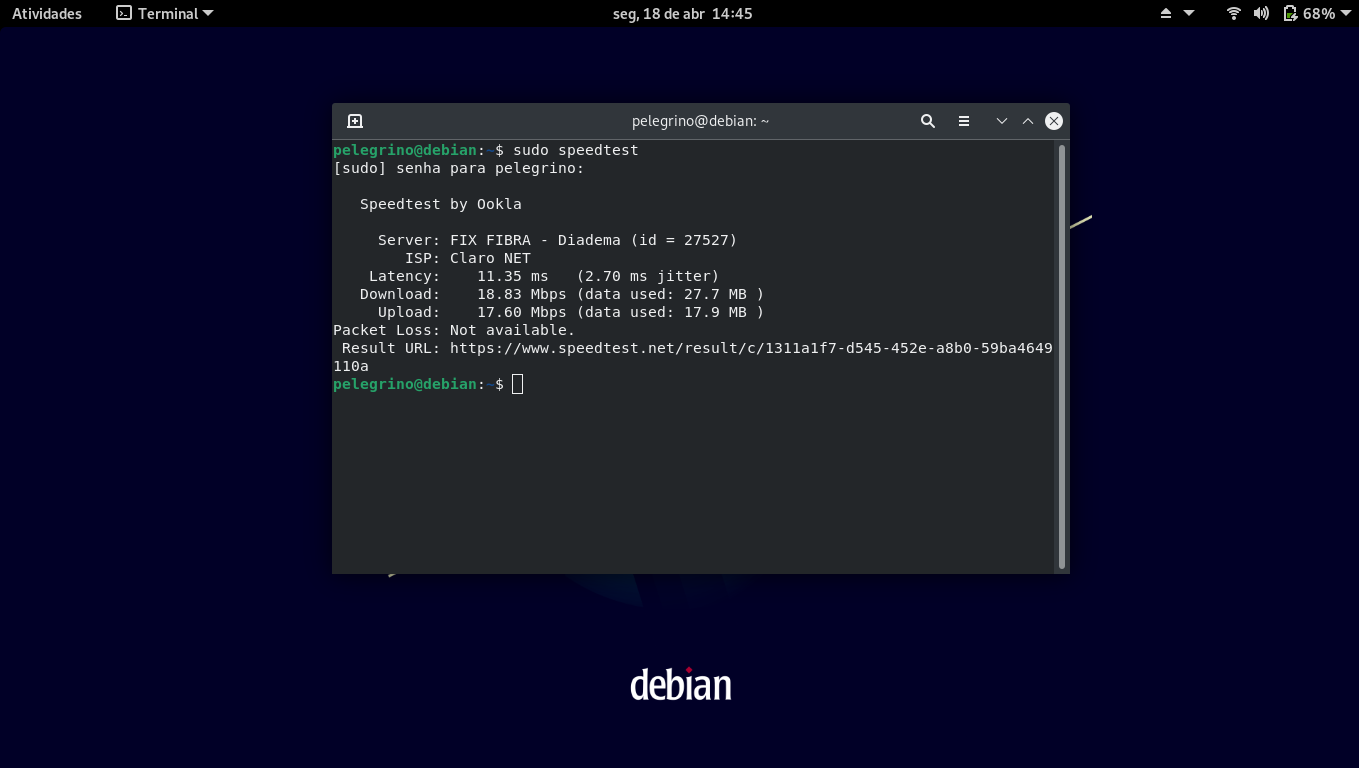 Atividades Terminal seg, 18 de abr 14:45 68%
pelegrino@debian: ~
pelegrino@debian:~$ sudo speedtest
[sudo] senha para pelegrino:
Speedtest by Ookla
Server: FIX FIBRA - Diadema (id = 27527)
ISP: Claro NET
Latency: 11.35 ms (2.70 ms jitter)
Download: 18.83 Mbps (data used: 27.7 MB )
Upload: 17.60 Mbps (data used: 17.9 MB )
Packet Loss: Not available.
Result URL: https://www.speedtest.net/result/c/1311a1f7-d545-452e-a8b0-59ba4649
110a
pelegrino@debian:~$
debian